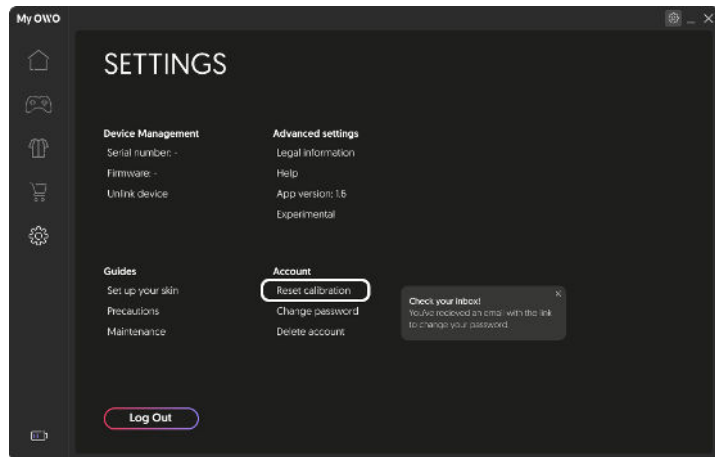 My OWO
SETTINGS
Device Management
Serial number: -
Firmware: -
Unlink device
Advanced settings
Legal information
Help
App version: 1.6
Experimental
Guides
Set up your skin
Precautions
Maintenance
Account
Reset calibration
Change password
Delete account
Check your inbox!
You've recieved an email with the link
to change your password.
Log Out